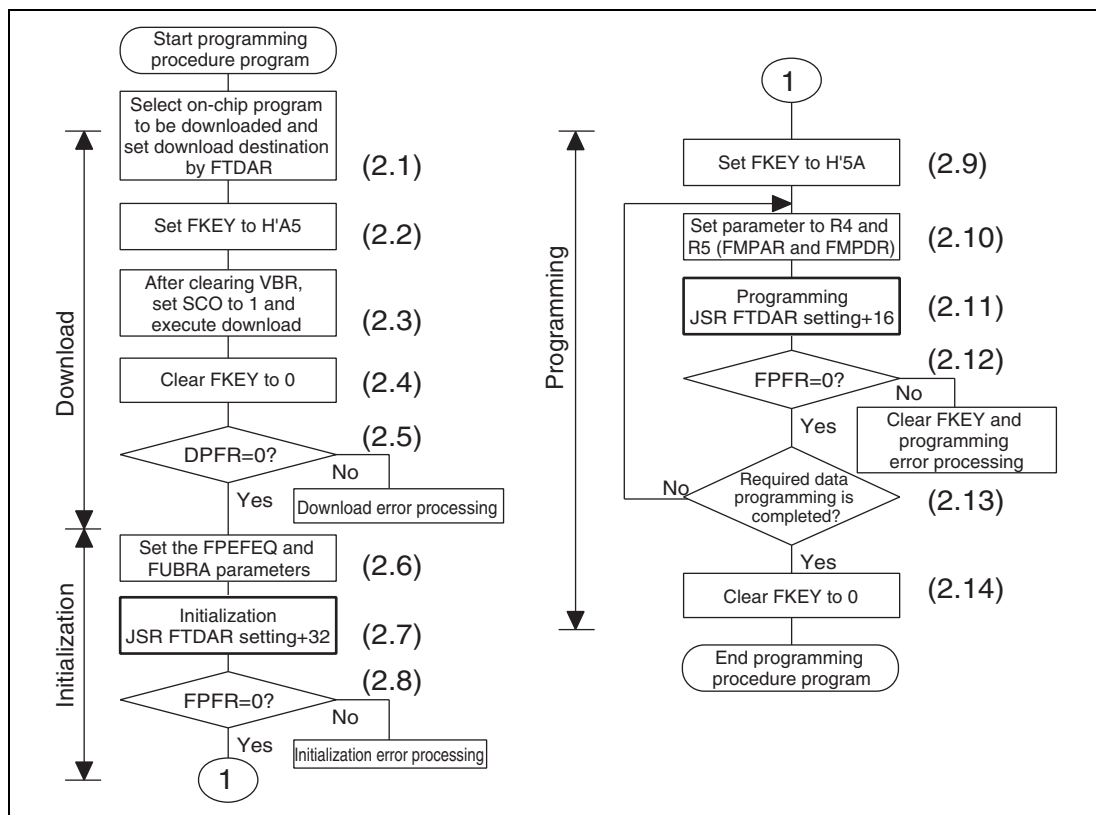 Start programming
procedure program
Select on-chip program
to be downloaded and
set download destination
by FTDAR
(2.1)
Set FKEY to H'A5
(2.2)
After clearing VBR,
set SCO to 1 and
execute download
(2.3)
Clear FKEY to 0
(2.4)
DPFR=0?
(2.5)
No
Yes
Download error processing
Download
Set the FPEFEQ and
FUBRA parameters
(2.6)
Initialization
JSR FTDAR setting+32
(2.7)
FPFR=0?
(2.8)
No
Yes
Initialization error processing
Initialization
1
1
Set FKEY to H'5A
(2.9)
Set parameter to R4 and
R5 (FMPAR and FMPDR)
(2.10)
Programming
JSR FTDAR setting+16
(2.11)
FPFR=0?
(2.12)
No
Yes
Clear FKEY and
programming
error processing
Required data
programming is
completed?
(2.13)
No
Yes
Clear FKEY to 0
(2.14)
Programming
End programming
procedure program